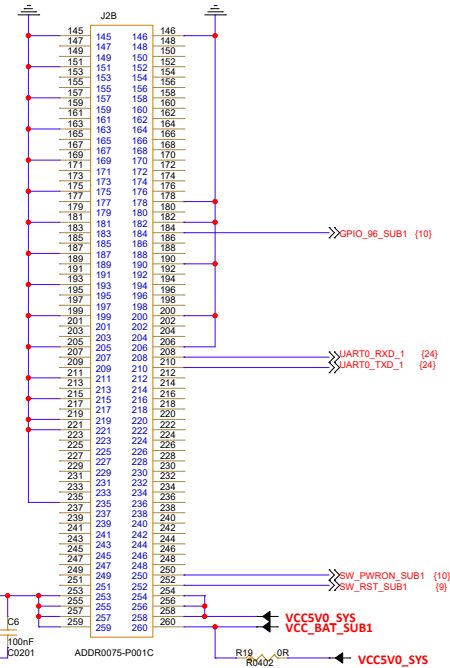 J2B
145 145 146 146
147 147 148 148
149 149 150 150
151 151 152 152
153 153 154 154
155 155 156 156
157 157 158 158
159 159 160 160
161 161 162 162
163 163 164 164
165 165 166 166
167 167 168 168
169 169 170 170
171 171 172 172
173 173 174 174
175 175 176 176
177 177 178 178
179 179 180 180
181 181 182 182
183 183 184 184 GPIO_96_SUB1 {10}
185 185 186 186
187 187 188 188
189 189 190 190
191 191 192 192
193 193 194 194
195 195 196 196
197 197 198 198
199 199 200 200
201 201 202 202
203 203 204 204
205 205 206 206
207 207 208 208 UART0_RXD_1 {24}
209 209 210 210 UART0_TXD_1 {24}
211 211 212 212
213 213 214 214
215 215 216 216
217 217 218 218
219 219 220 220
221 221 222 222
223 223 224 224
225 225 226 226
227 227 228 228
229 229 230 230
231 231 232 232
233 233 234 234
235 235 236 236
237 237 238 238
239 239 240 240
241 241 242 242
243 243 244 244
245 245 246 246
247 247 248 248
249 249 250 250 SW_PWRON_SUB1 {10}
251 251 252 252 SW_RST_SUB1 {9}
253 253 254 254
255 255 256 256
257 257 258 258 VCC5V0_SYS
259 259 260 260 VCC_BAT_SUB1
C6
100nF
C0201
ADDR0075-P001C
R19 0R
R0402
VCC5V0_SYS